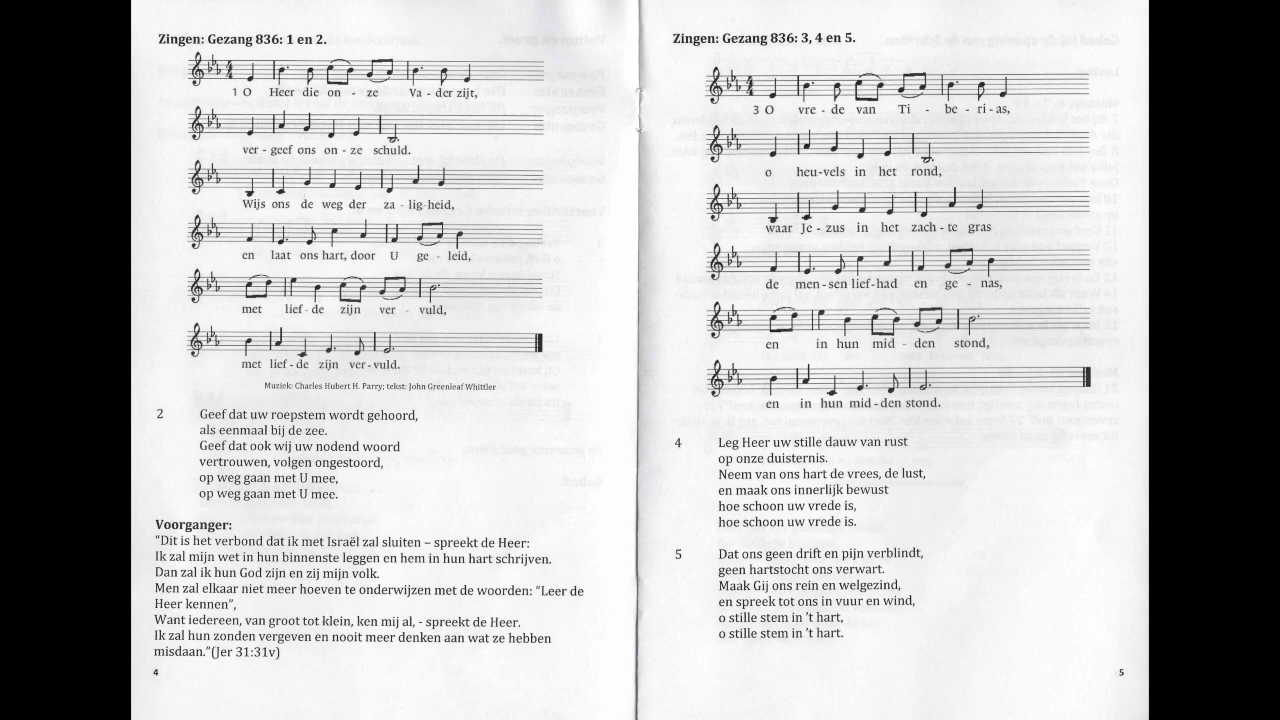 Zingen: Gezang 836: 1 en 2.
1 O Heer die on - ze Va - der zijt,
ver - geef ons on - ze schuld.
Wijs ons de weg der za - lig - heid,
en laat ons hart, door U ge - leid,
met lief - de zijn ver - vuld,
met lief - de zijn ver - vuld.
Muziek: Charles Hubert H. Parry; tekst: John Greenleaf Whittler
2 Geef dat uw roepstem wordt gehoord,
als eenmaal bij de zee.
Geef dat ook wij uw nodend woord
vertrouwen, volgen ongestoord,
op weg gaan met U mee,
op weg gaan met U mee.
Voorganger:
“Dit is het verbond dat ik met Israël zal sluiten – spreekt de Heer:
Ik zal mijn wet in hun binnenste leggen en hem in hun hart schrijven.
Dan zal ik hun God zijn en zij mijn volk.
Men zal elkaar niet meer hoeven te onderwijzen met de woorden: “Leer de
Heer kennen”,
Want iedereen, van groot tot klein, ken mij al, - spreekt de Heer.
Ik zal hun zonden vergeven en nooit meer denken aan wat ze hebben
misdaan.”(Jer 31:31v)
4
Zingen: Gezang 836: 3, 4 en 5.
3 O vre - de van Ti - be - ri - as,
o heu - vels in het rond,
waar Je - zus in het zach - te gras
de men - sen lief - had en ge - nas,
en in hun mid - den stond,
en in hun mid - den stond.
4 Leg Heer uw stille dauw van rust
op onze duisternis.
Neem van ons hart de vrees, de lust,
en maak ons innerlijk bewust
hoe schoon uw vrede is,
hoe schoon uw vrede is.
5 Dat ons geen drift en pijn verblindt,
geen hartstocht ons verwart.
Maak Gij ons rein en welgezind,
en spreek tot ons in vuur en wind,
o stille stem in ’t hart,
o stille stem in ’t hart.
5